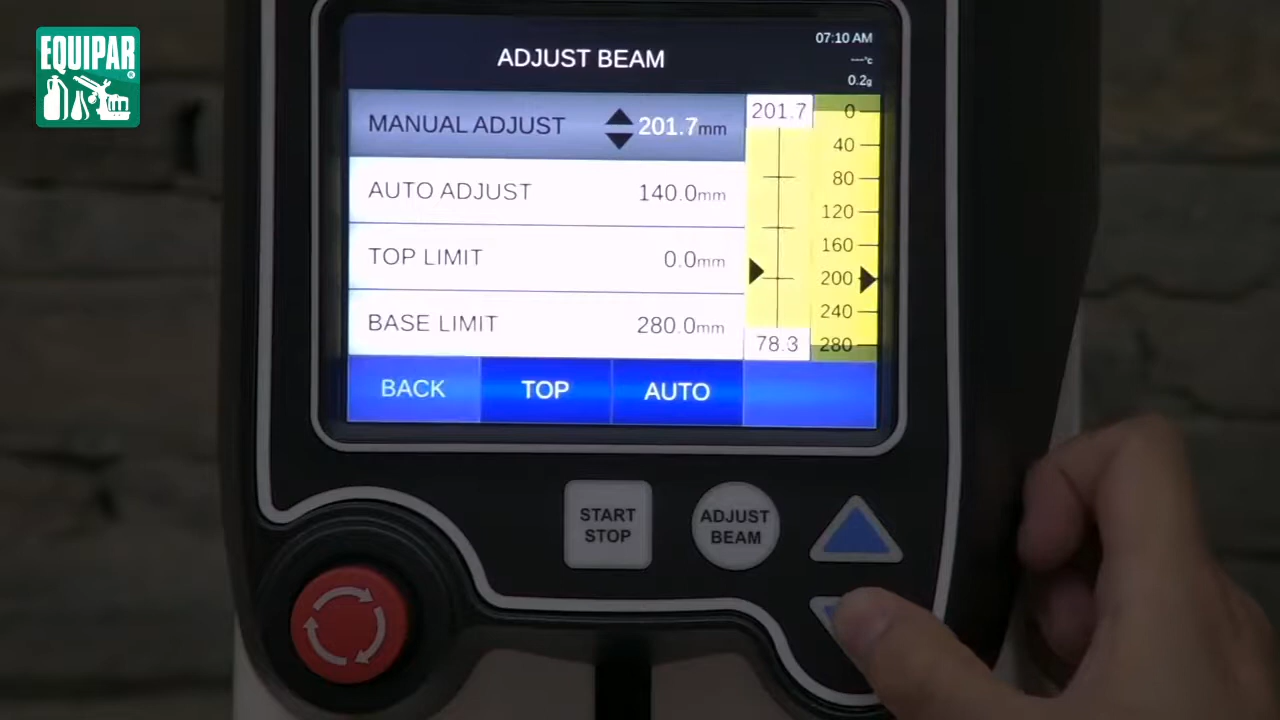 EQUIPAR
®
ADJUST BEAM
07:10 AM
---°c
0.2g
MANUAL ADJUST 201.7mm
AUTO ADJUST 140.0mm
TOP LIMIT 0.0mm
BASE LIMIT 280.0mm
201.7
78.3
0
40
80
120
160
200
240
280
BACK TOP AUTO
START
STOP
ADJUST
BEAM